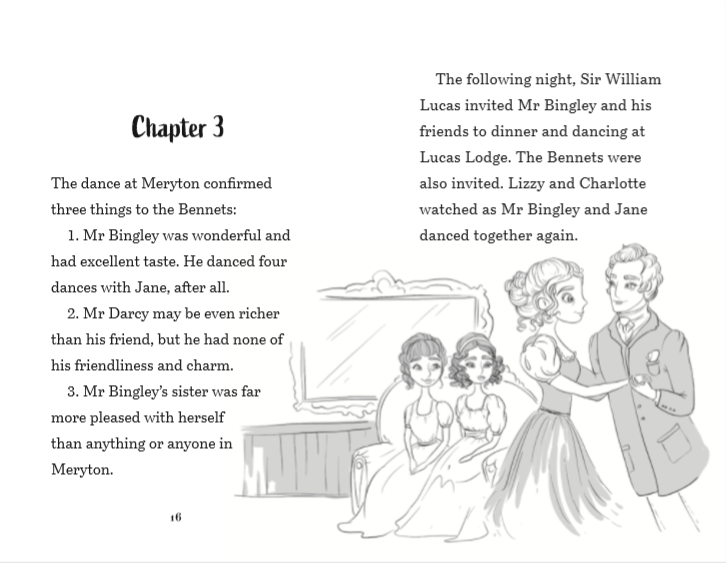 Chapter 3
The dance at Meryton confirmed
three things to the Bennets:
1. Mr Bingley was wonderful and
had excellent taste. He danced four
dances with Jane, after all.
2. Mr Darcy may be even richer
than his friend, but he had none of
his friendliness and charm.
3. Mr Bingley’s sister was far
more pleased with herself
than anything or anyone in
Meryton.
16
The following night, Sir William
Lucas invited Mr Bingley and his
friends to dinner and dancing at
Lucas Lodge. The Bennets were
also invited. Lizzy and Charlotte
watched as Mr Bingley and Jane
danced together again.